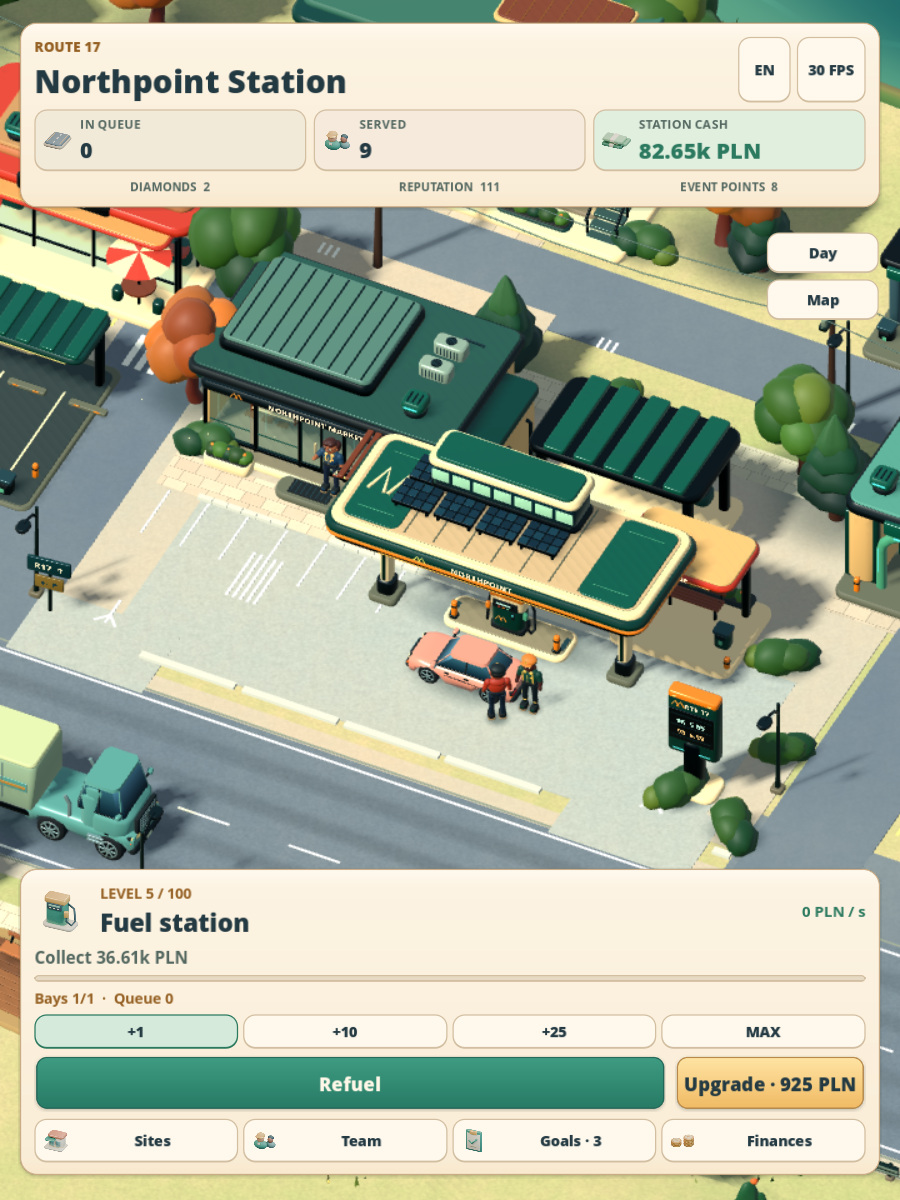 ROUTE 17
Northpoint Station
EN
30 FPS
IN QUEUE
0
SERVED
9
STATION CASH
82.65k PLN
DIAMONDS 2
REPUTATION 111
EVENT POINTS 8
Day
Map
NORTHPOINT MARKET
N
NORTHPOINT
R17
LEVEL 5 / 100
Fuel station
0 PLN / s
Collect 36.61k PLN
Bays 1/1 · Queue 0
+1
+10
+25
MAX
Refuel
Upgrade · 925 PLN
Sites
Team
Goals · 3
Finances